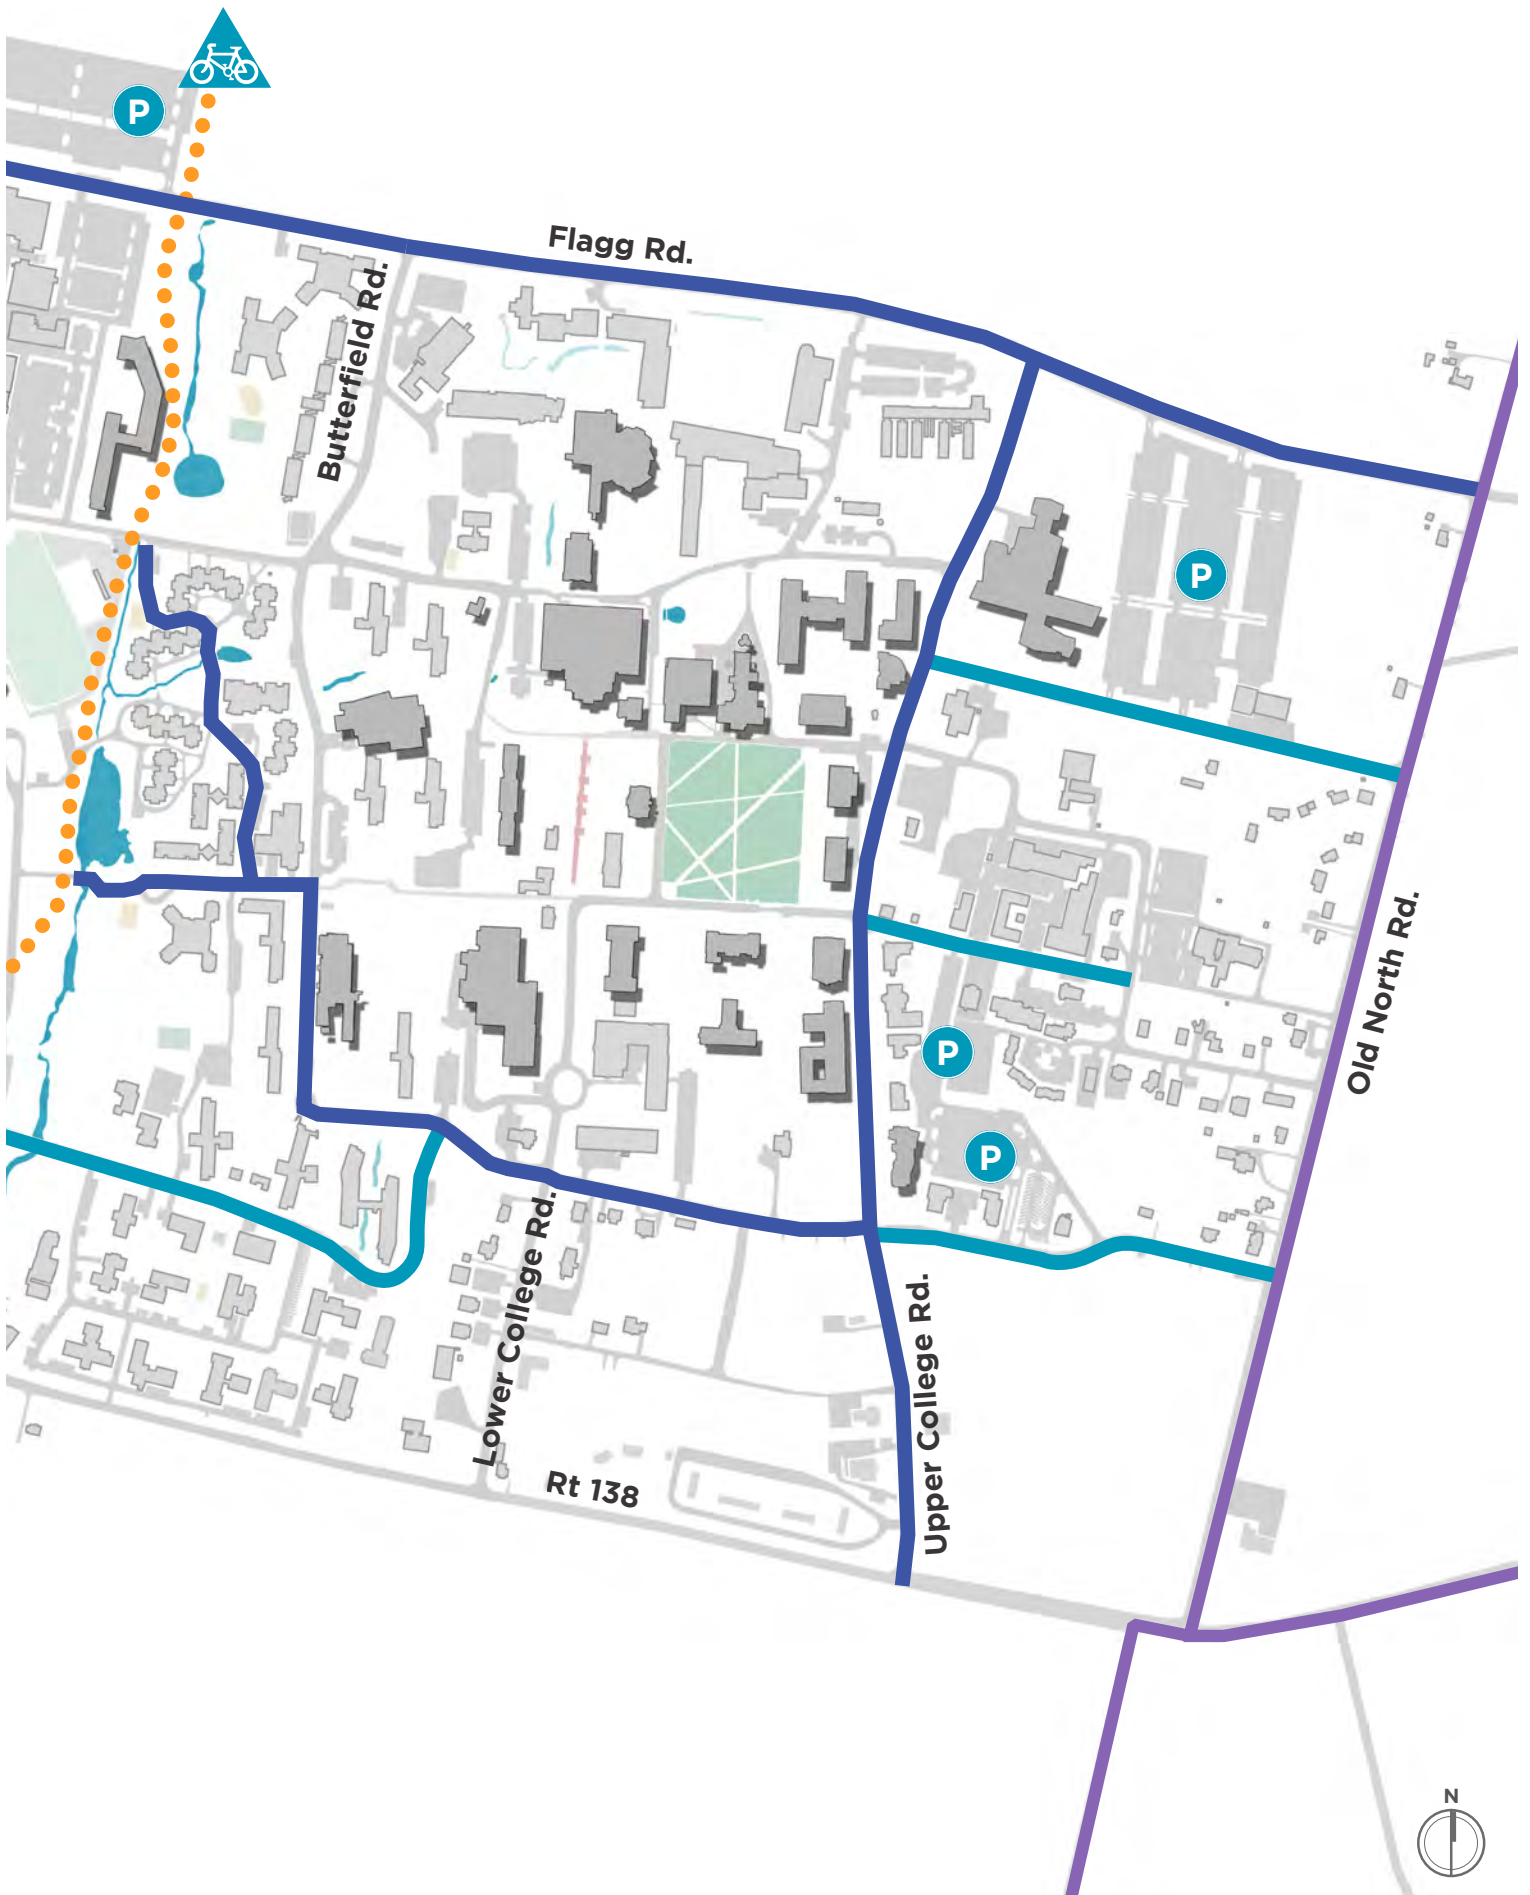 P
Flagg Rd.
Butterfield Rd.
P
Old North Rd.
P
P
Lower College Rd.
Upper College Rd.
Rt 138
N